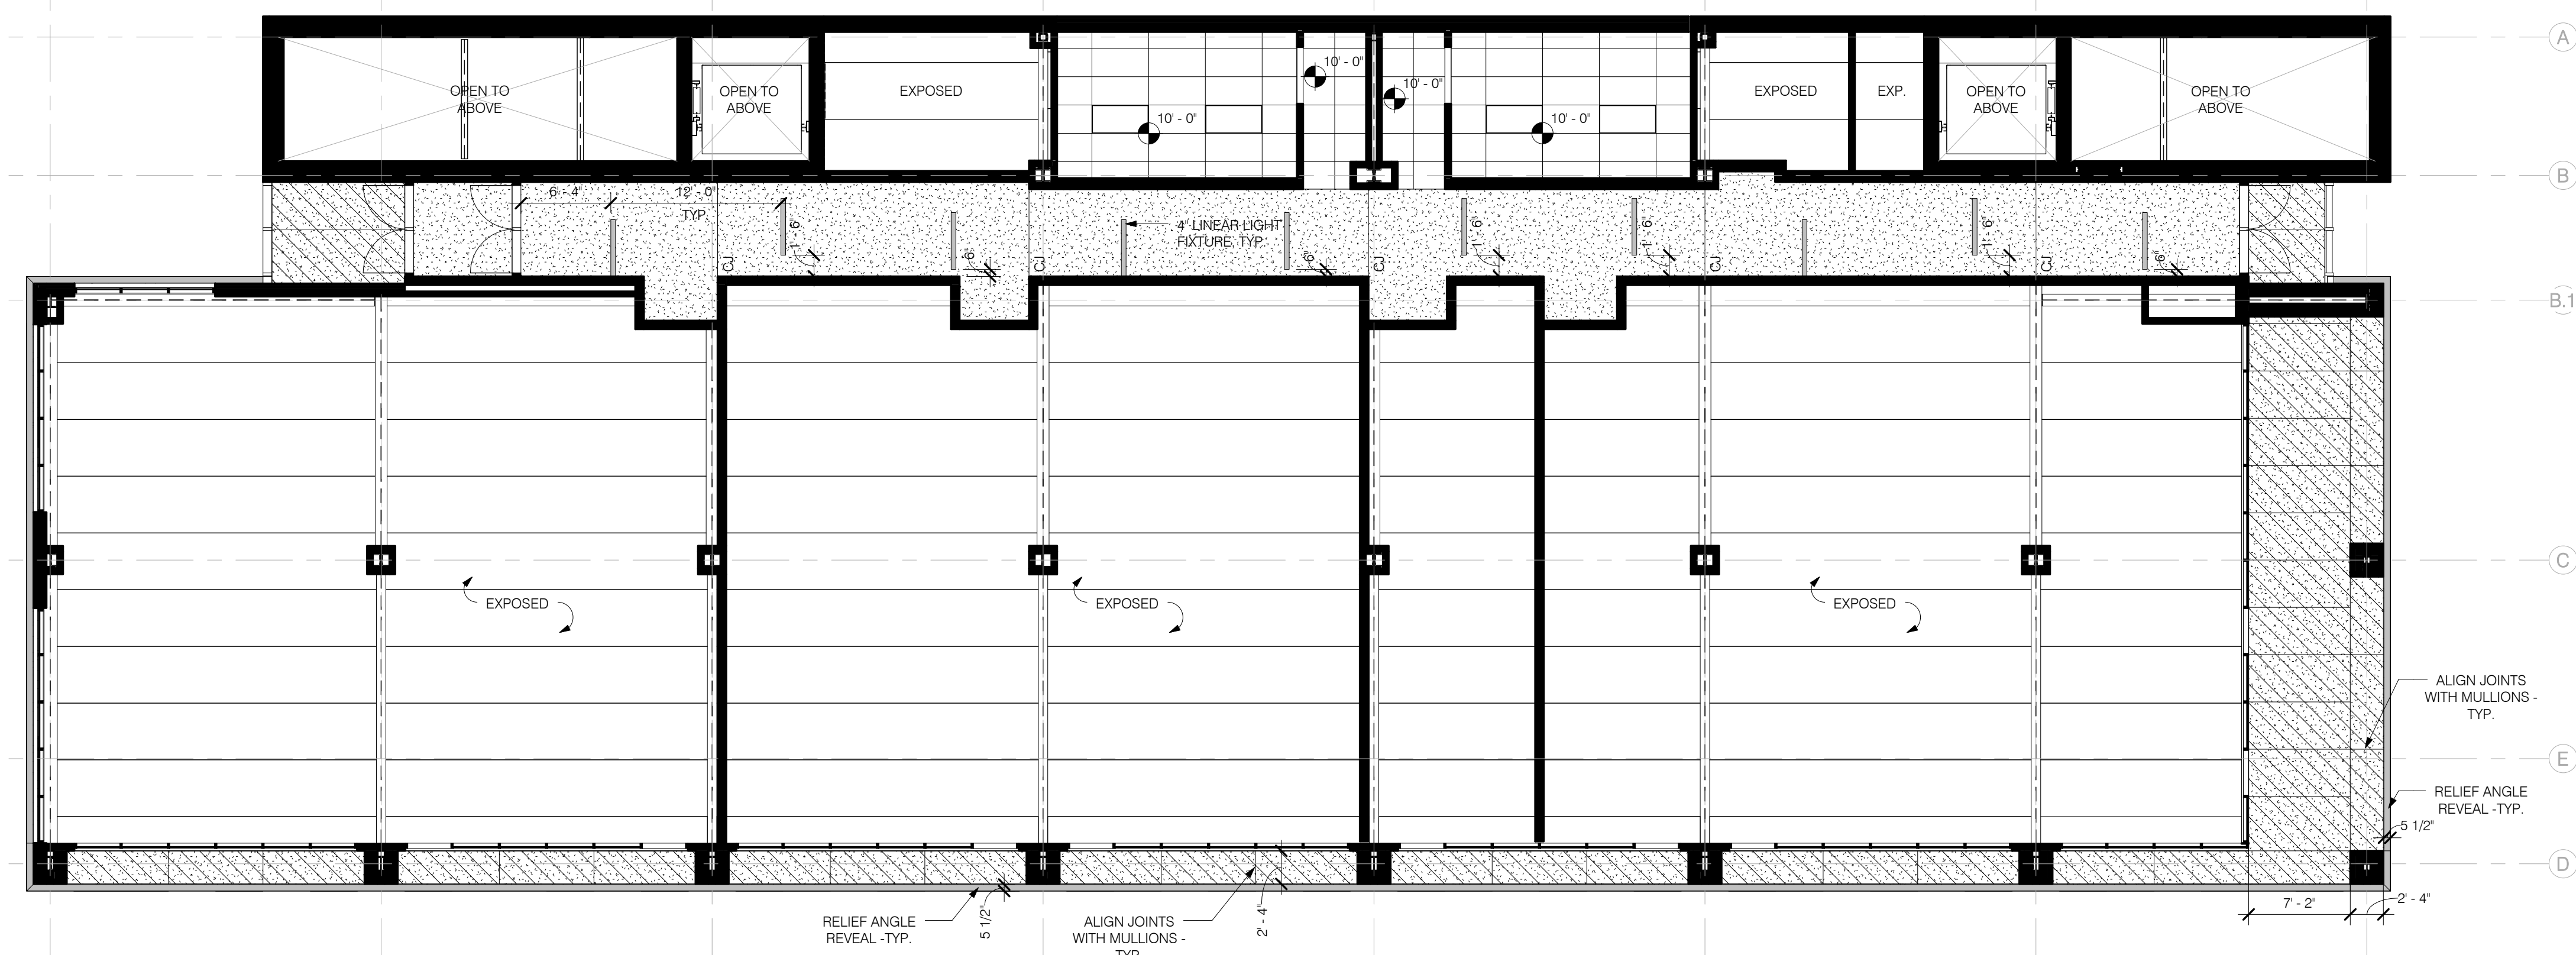 A
10' - 0"
10' - 0"
OPEN TO
ABOVE
OPEN TO
ABOVE
EXPOSED
EXPOSED
EXP.
OPEN TO
ABOVE
OPEN TO
ABOVE
10' - 0"
10' - 0"
B
6' - 4"
12' - 0"
TYP.
4" LINEAR LIGHT
FIXTURE, TYP.
1' - 6"
6"
6"
1' - 6"
1' - 6"
1' - 6"
6"
CJ
CJ
CJ
CJ
CJ
B.1
C
EXPOSED
EXPOSED
EXPOSED
ALIGN JOINTS
WITH MULLIONS -
TYP.
E
RELIEF ANGLE
REVEAL -TYP.
5 1/2"
D
7' - 2"
2' - 4"
RELIEF ANGLE
REVEAL -TYP.
5 1/2"
ALIGN JOINTS
WITH MULLIONS -
TYP.
2' - 4"